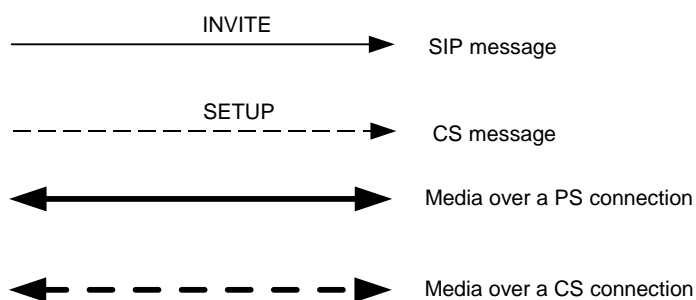 INVITE
SIP message
SETUP
CS message
Media over a PS connection
Media over a CS connection